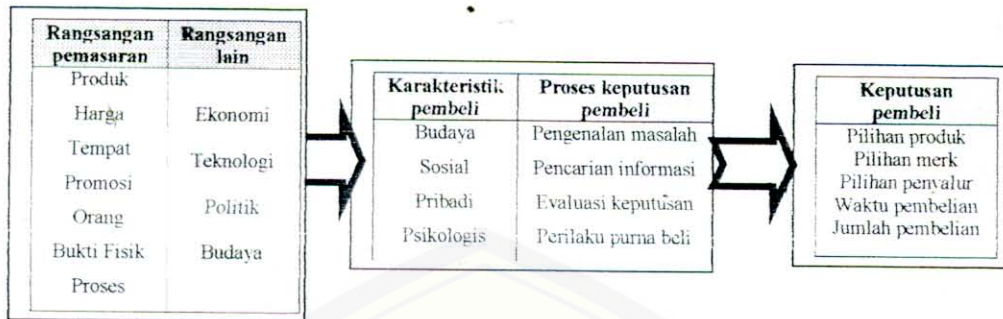 Rangsangan pemasaran
Produk
Harga
Tempat
Promosi
Orang
Bukti Fisik
Proses
Rangsangan lain
Ekonomi
Teknologi
Politik
Budaya
Karakteristik pembeli
Budaya
Sosial
Pribadi
Psikologis
Proses keputusan pembeli
Pengenalan masalah
Pencarian informasi
Evaluasi keputusan
Perilaku purna beli
Keputusan pembeli
Pilihan produk
Pilihan merk
Pilihan penyalur
Waktu pembelian
Jumlah pembelian